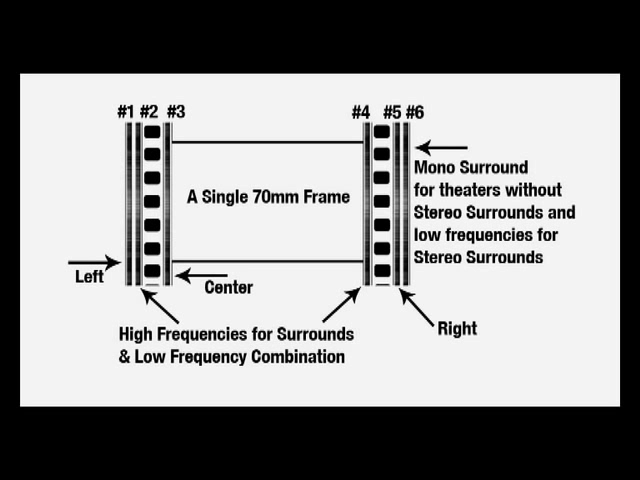 #1 #2 #3 #4 #5 #6
A Single 70mm Frame
Mono Surround
for theaters without
Stereo Surrounds and
low frequencies for
Stereo Surrounds
Left
Center
High Frequencies for Surrounds
& Low Frequency Combination
Right